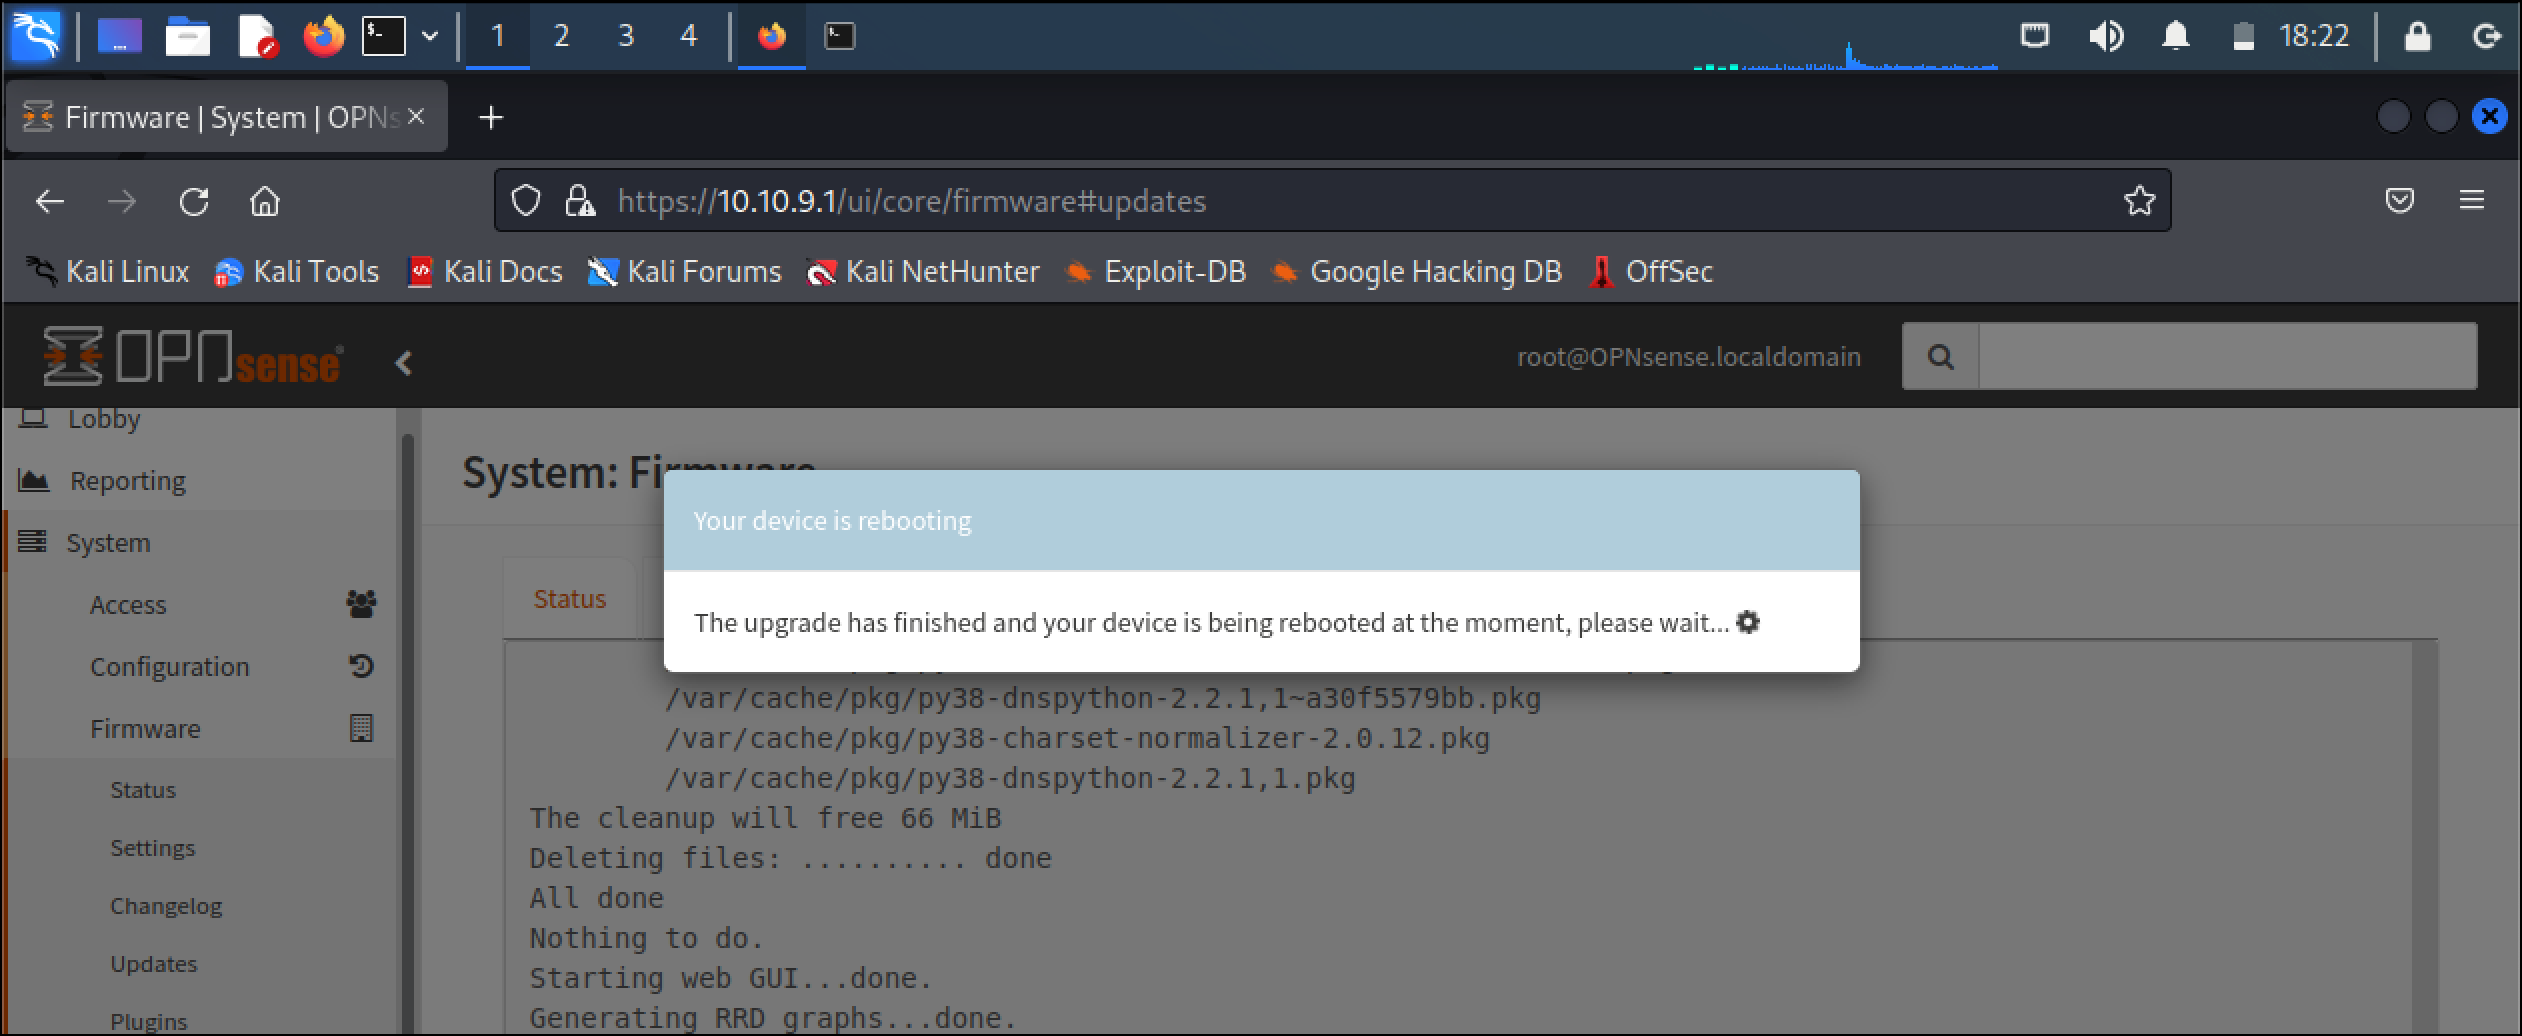 1 2 3 4 18:22
Firmware | System | OPNs
https://10.10.9.1/ui/core/firmware#updates
Kali Linux Kali Tools Kali Docs Kali Forums Kali NetHunter Exploit-DB Google Hacking DB OffSec
OPNsense® root@OPNsense.localdomain
Lobby
System: Firmware
Reporting
Your device is rebooting
System
Status
The upgrade has finished and your device is being rebooted at the moment, please wait...
Access
Configuration
Firmware
Status
Settings
Changelog
Updates
Plugins
/var/cache/pkg/py38-dnspython-2.2.1,1~a30f5579bb.pkg
/var/cache/pkg/py38-charset-normalizer-2.0.12.pkg
/var/cache/pkg/py38-dnspython-2.2.1,1.pkg
The cleanup will free 66 MiB
Deleting files: .......... done
All done
Nothing to do.
Starting web GUI...done.
Generating RRD graphs...done.